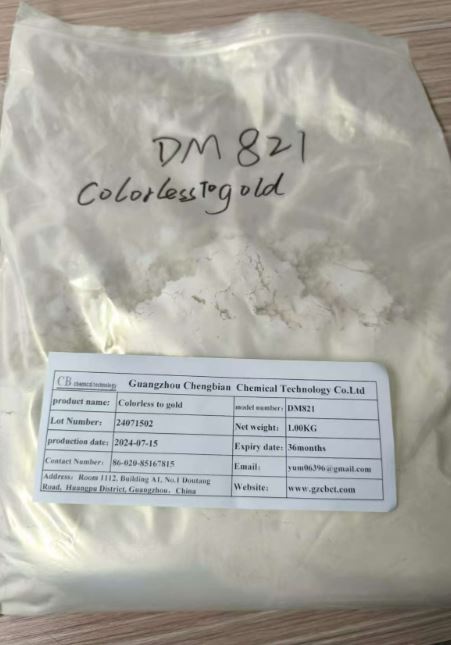 DM 821
Colorless To gold
CB chemical technology Guangzhou Chengbian Chemical Technology Co.Ltd
product name: Colorless to gold model number: DM821
Lot Number: 24071502 Net weight: 1.00KG
production date: 2024-07-15 Expiry date: 36months
Contact Number: 86-020-85167815 Email: yum06396@gmail.com
Address: Room 1112, Building A1, No.1 Doutang Website: www.gzcbct.com
Road, Huangpu District, Guangzhou, China